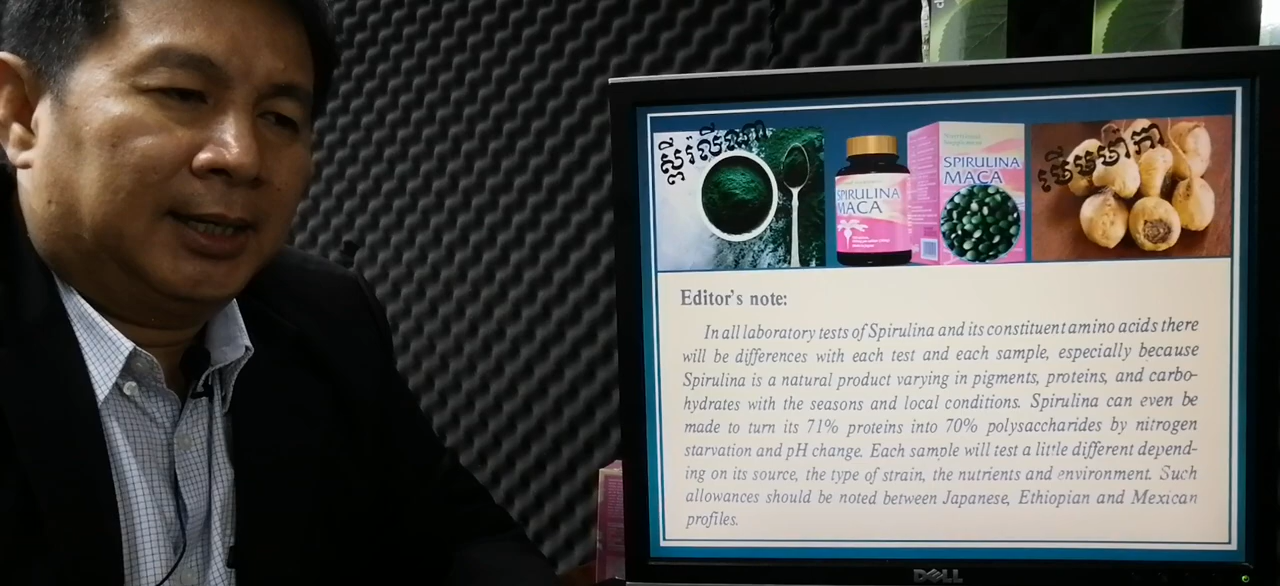 ស្ពីរ៉ូលីណា
SPIRULINA
MACA
SPIRULINA
MACA
មើមម៉ាកា
Editor's note:
In all laboratory tests of Spirulina and its constituent amino acids there
will be differences with each test and each sample, especially because
Spirulina is a natural product varying in pigments, proteins, and carbo-
hydrates with the seasons and local conditions. Spirulina can even be
made to turn its 71% proteins into 70% polysaccharides by nitrogen
starvation and pH change. Each sample will test a little different depend-
ing on its source, the type of strain, the nutrients and environment. Such
allowances should be noted between Japanese, Ethiopian and Mexican
profiles.
DELL